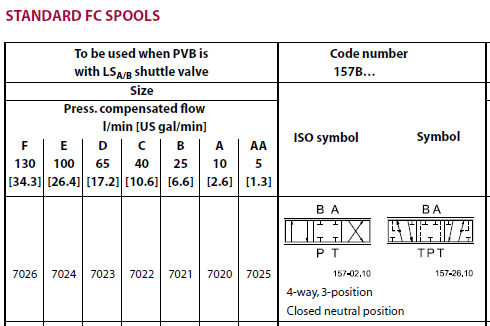 STANDARD FC SPOOLS
To be used when PVB is
with LSA/B shuttle valve
Code number
157B...
Size
Press. compensated flow
l/min [US gal/min]
ISO symbol
Symbol
F E D C B A AA
130 100 65 40 25 10 5
[34.3] [26.4] [17.2] [10.6] [6.6] [2.6] [1.3]
B A
B A
P T
T P T
7026 7024 7023 7022 7021 7020 7025
157-02.10
157-26.10
4-way, 3-position
Closed neutral position